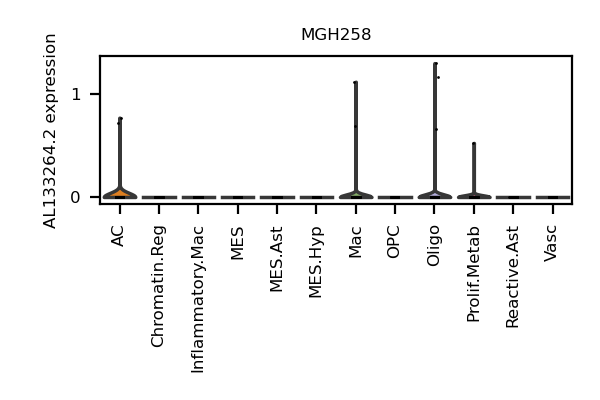 MGH258
AL133264.2 expression
1
0
AC
Chromatin.Reg
Inflammatory.Mac
MES
MES.Ast
MES.Hyp
Mac
OPC
Oligo
Prolif.Metab
Reactive.Ast
Vasc